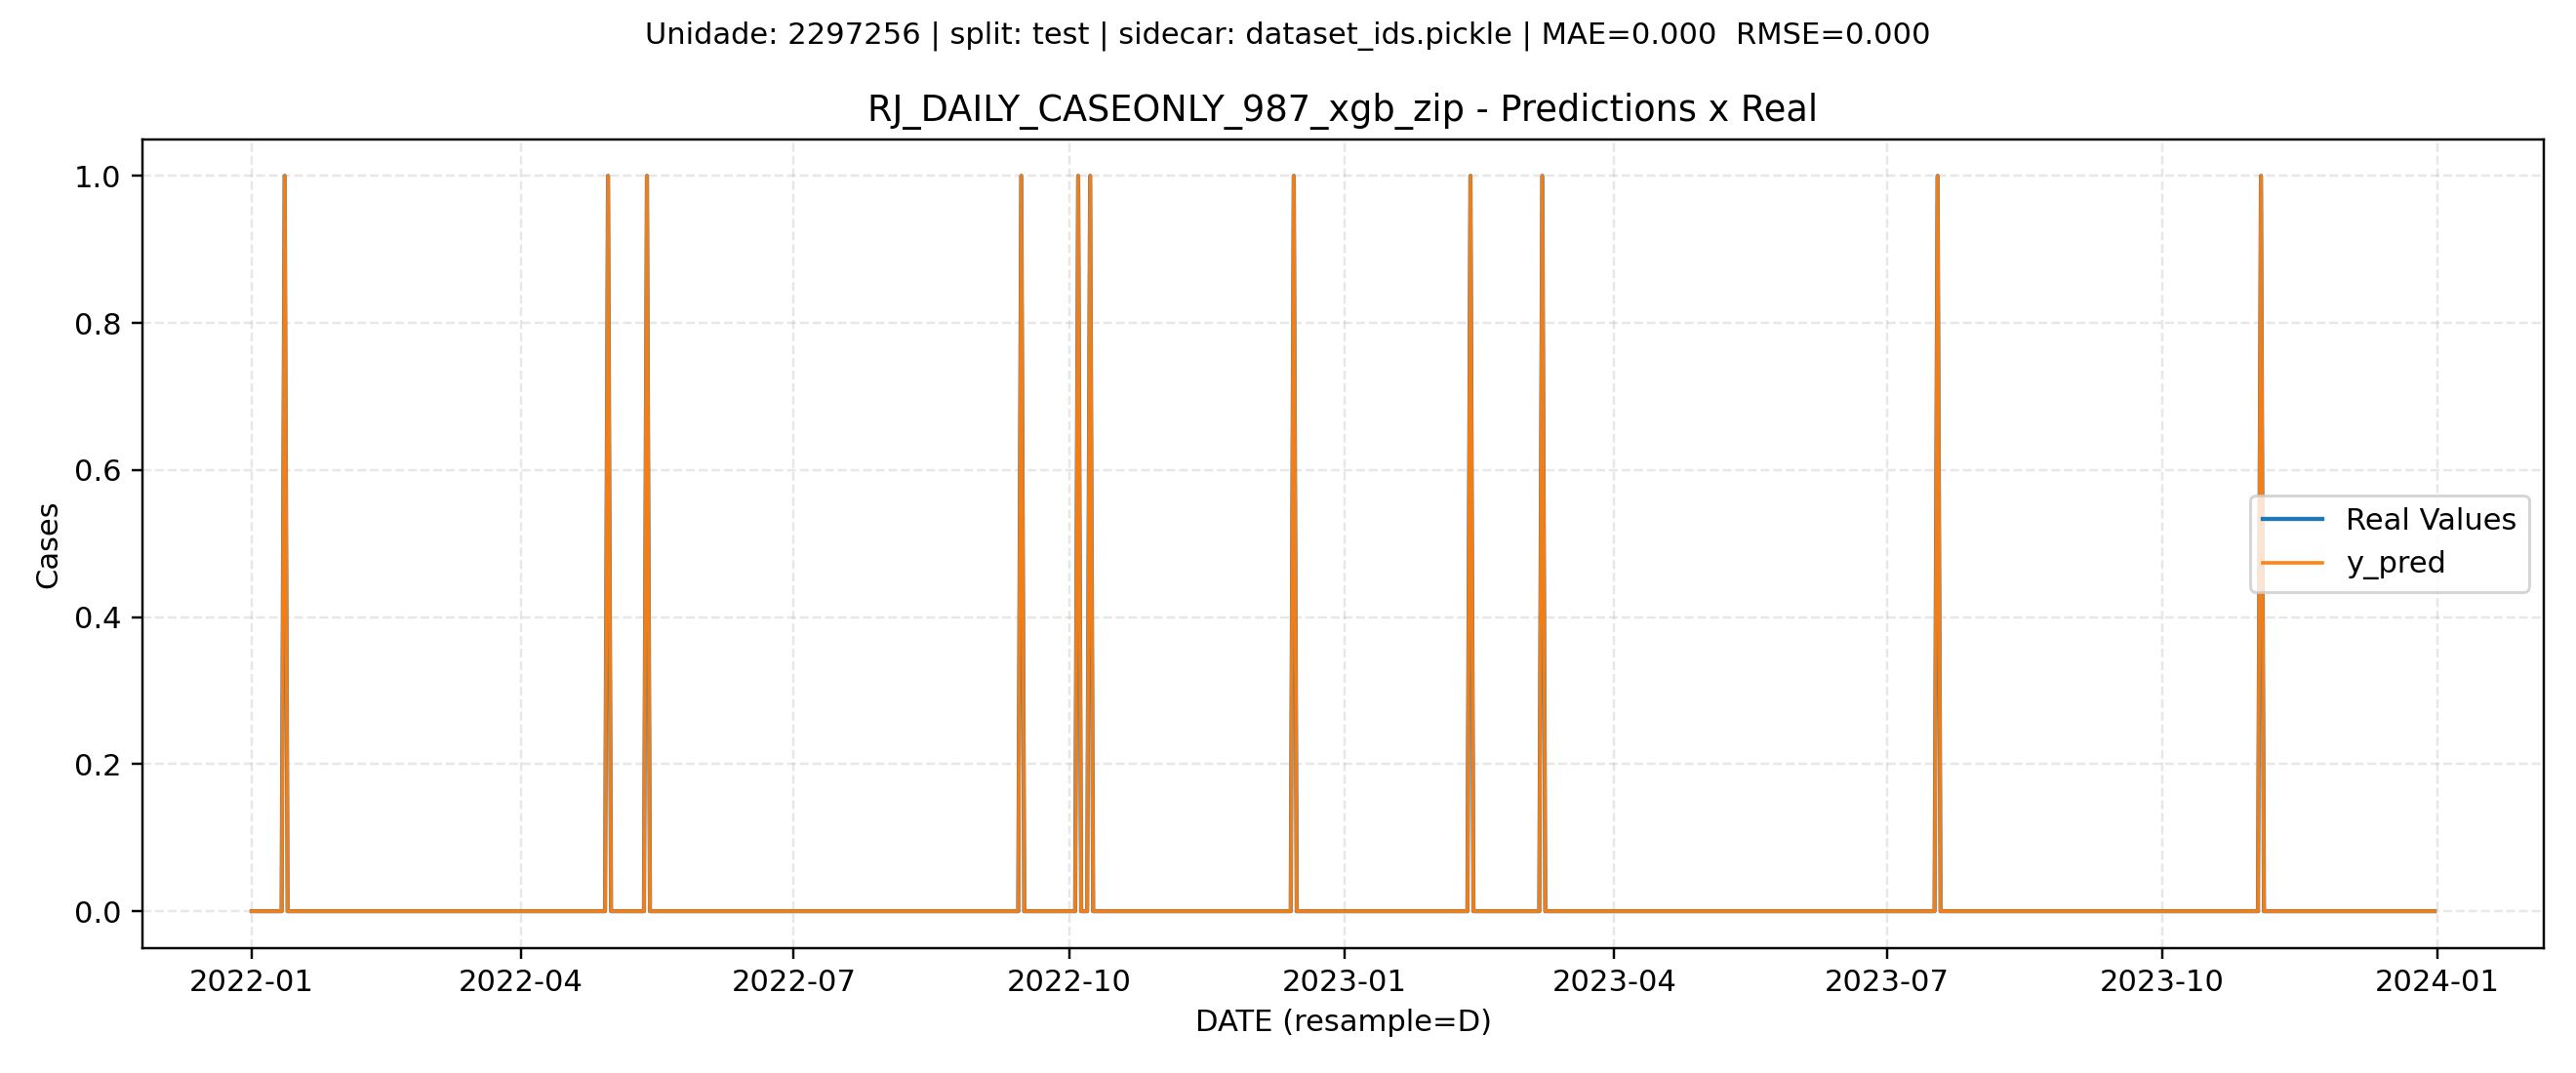 Unidade: 2297256 | split: test | sidecar: dataset_ids.pickle | MAE=0.000  RMSE=0.000
RJ_DAILY_CASEONLY_987_xgb_zip - Predictions x Real
Cases
1.0
0.8
0.6
0.4
0.2
0.0
Real Values
y_pred
2022-01
2022-04
2022-07
2022-10
2023-01
2023-04
2023-07
2023-10
2024-01
DATE (resample=D)